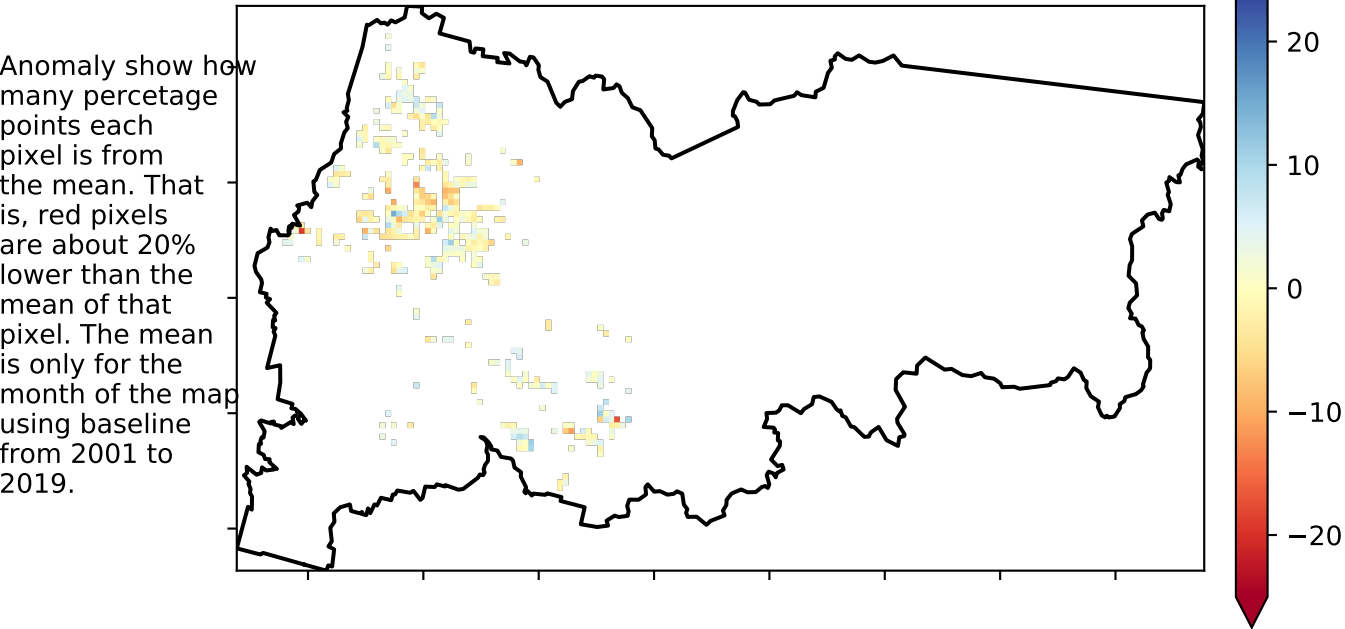 Anomaly show how
many percetage
points each
pixel is from
the mean. That
is, red pixels
are about 20%
lower than the
mean of that
pixel. The mean
is only for the
month of the map
using baseline
from 2001 to
2019.
20
10
0
−10
−20